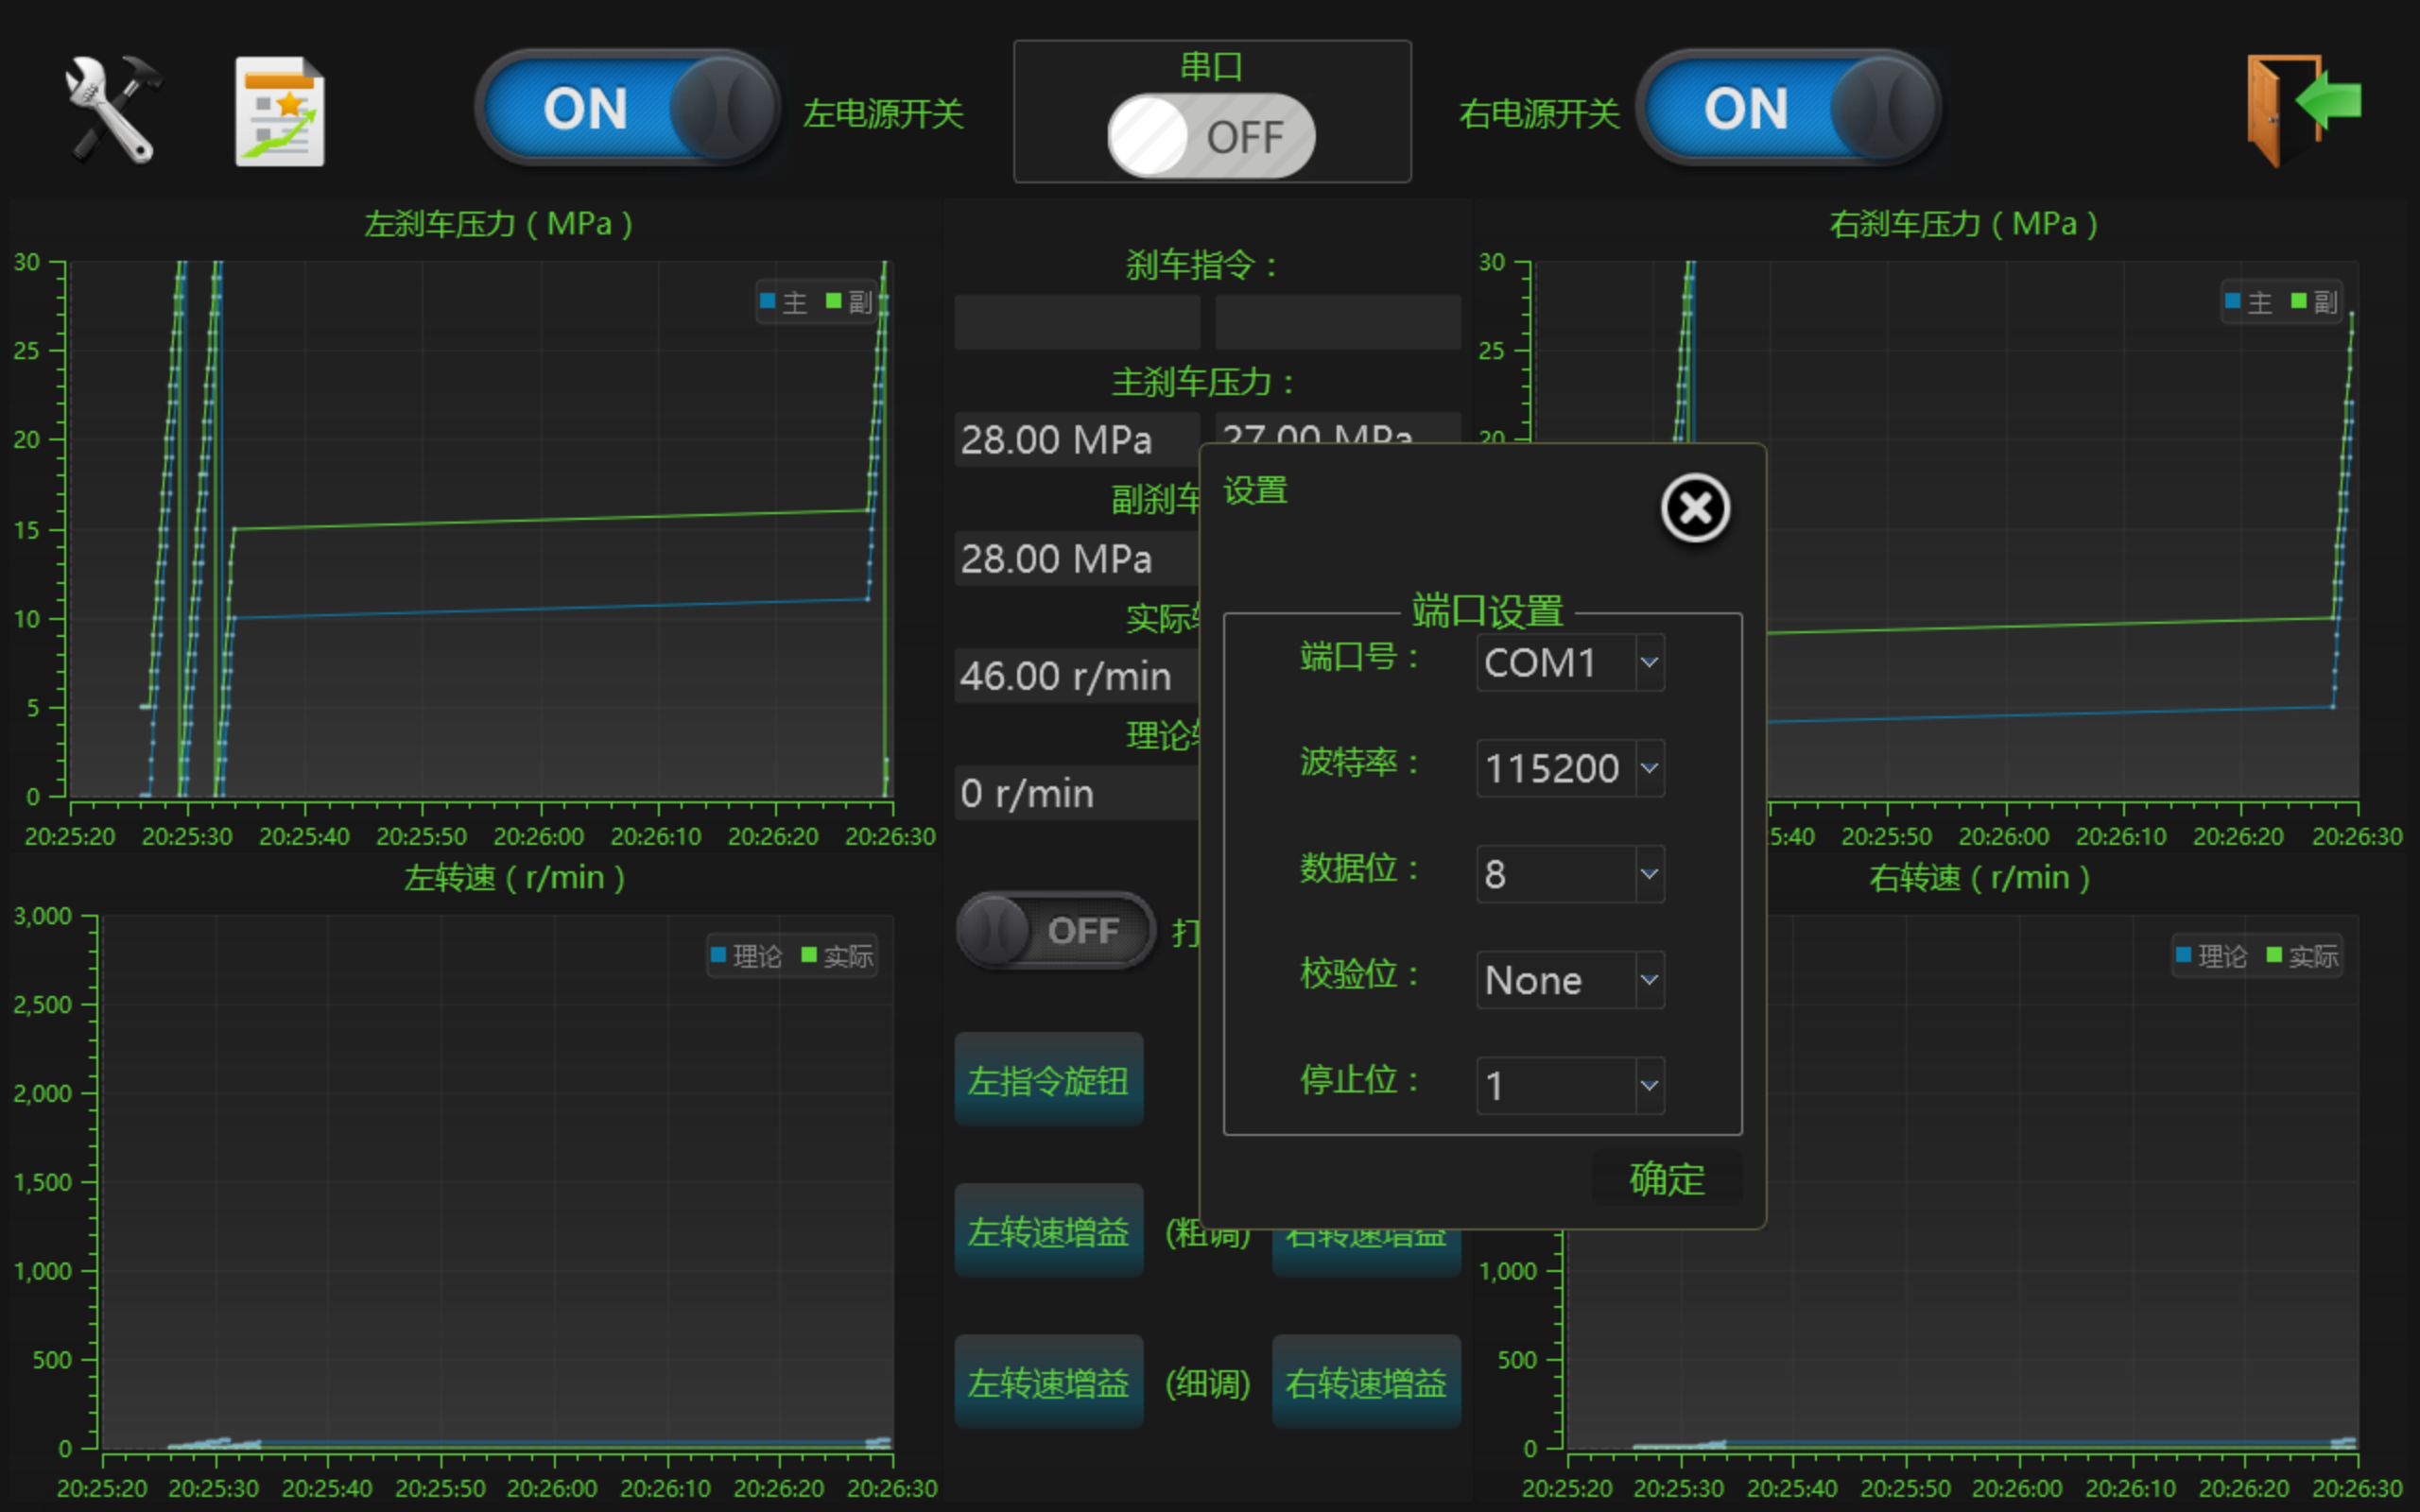 ON
左电源开关
串口
OFF
右电源开关
ON
左刹车压力（MPa）
30
25
20
15
10
5
0
主
副
20:25:20 20:25:30 20:25:40 20:25:50 20:26:00 20:26:10 20:26:20 20:26:30
左转速（r/min）
3,000
2,500
2,000
1,500
1,000
500
0
理论
实际
20:25:20 20:25:30 20:25:40 20:25:50 20:26:00 20:26:10 20:26:20 20:26:30
刹车指令：
主刹车压力：
28.00 MPa
27.00 MPa
副刹车
28.00 MPa
实际
46.00 r/min
理论
0 r/min
OFF
打
左指令旋钮
左转速增益
(粗调)
右转速增益
左转速增益
(细调)
右转速增益
设置
端口设置
端口号：
COM1
波特率：
115200
数据位：
8
校验位：
None
停止位：
1
确定
右刹车压力（MPa）
30
25
20
主
副
5:40 20:25:50 20:26:00 20:26:10 20:26:20 20:26:30
右转速（r/min）
理论
实际
1,000
500
0
20:25:20 20:25:30 20:25:40 20:25:50 20:26:00 20:26:10 20:26:20 20:26:30